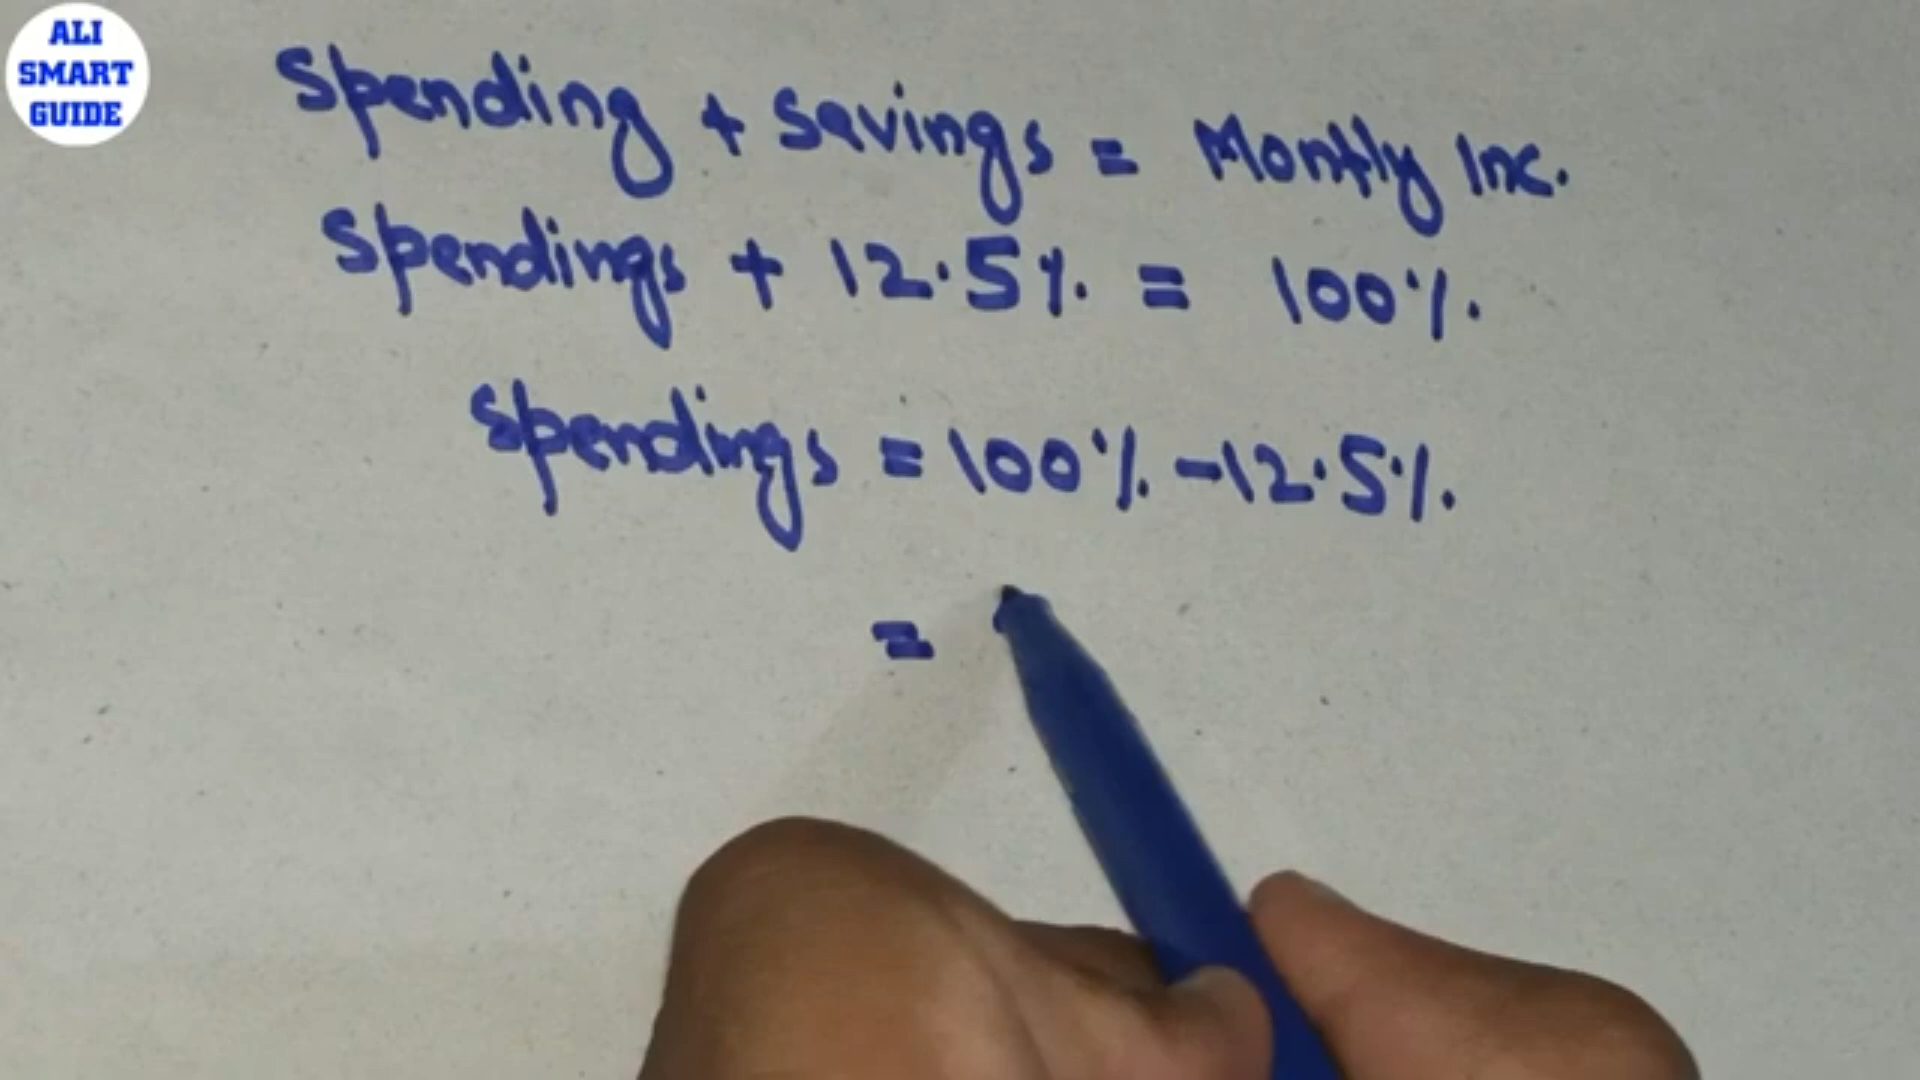 ALI
SMART
GUIDE
Spending + Savings = Montly Inc.
Spendings + 12.5% = 100%
Spendings = 100% - 12.5%
=